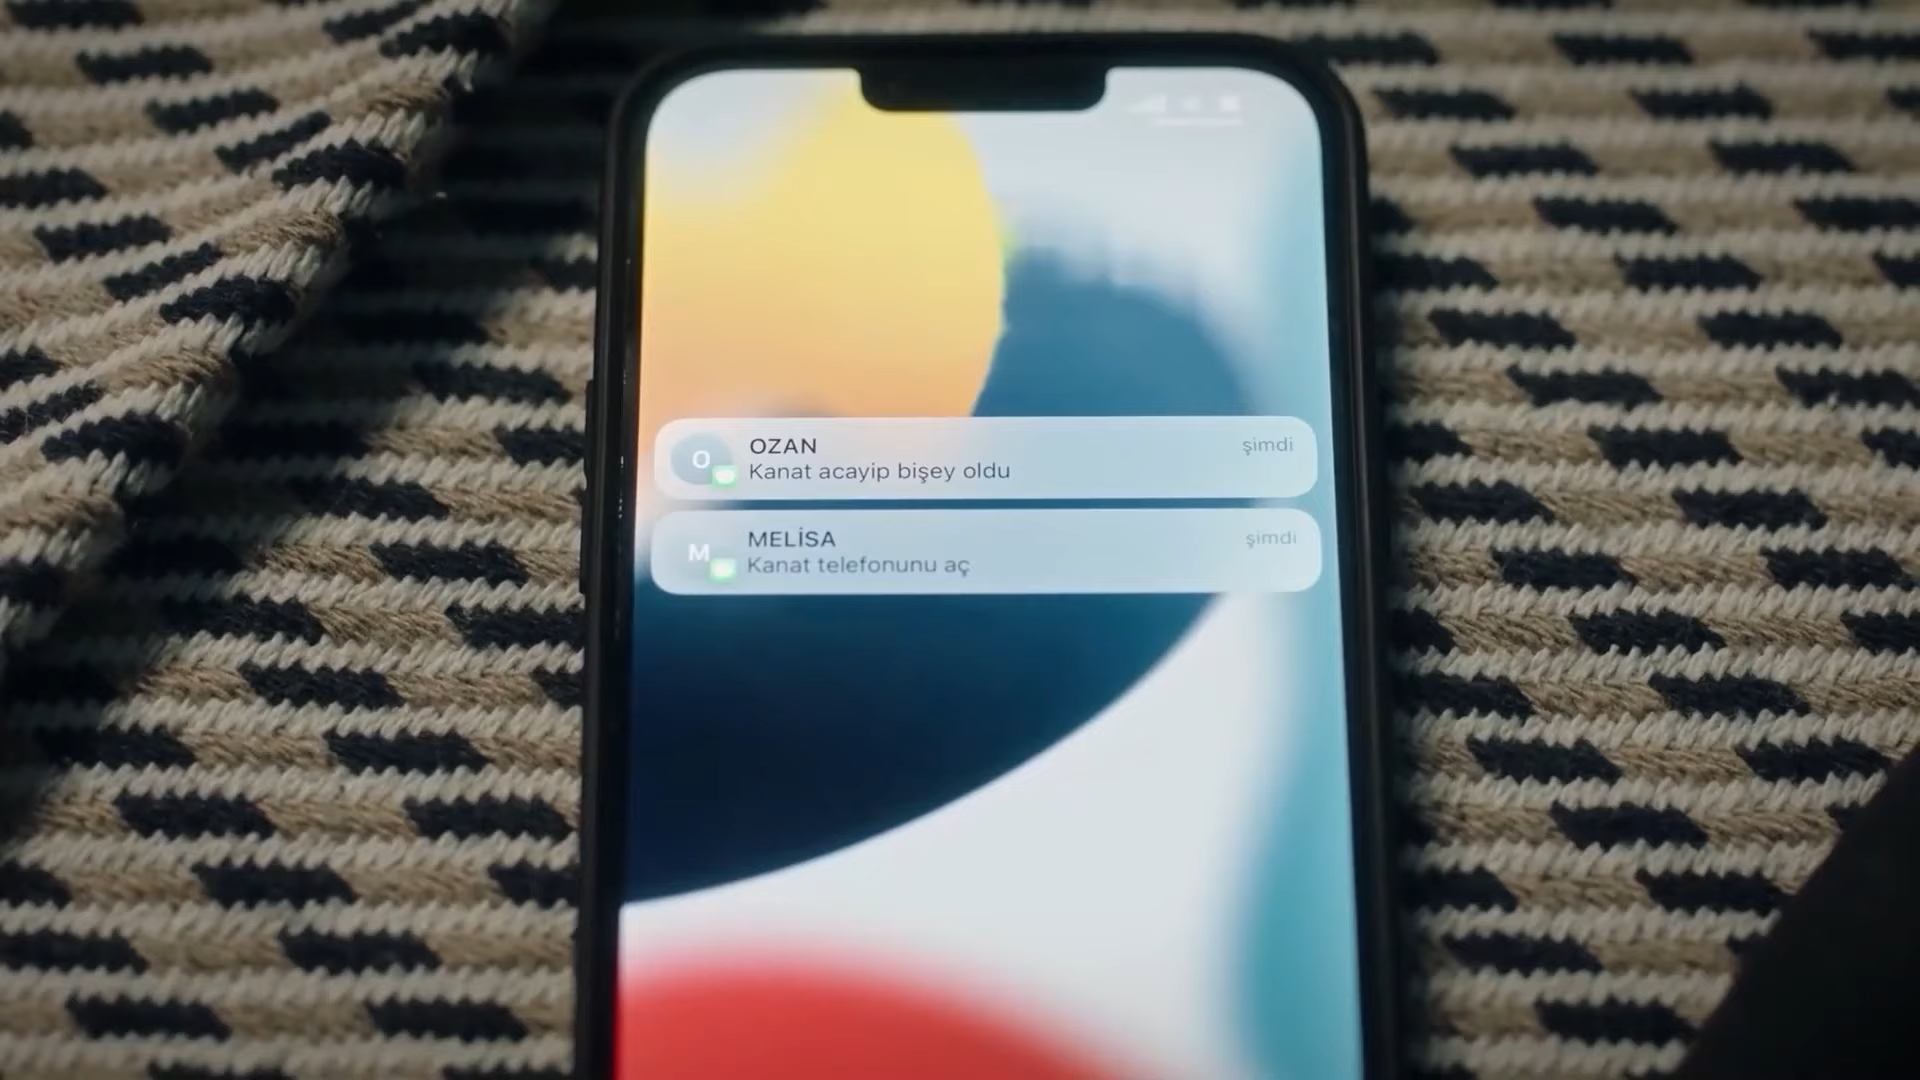 O
OZAN
şimdi
Kanat acayip bişey oldu
M
MELİSA
şimdi
Kanat telefonunu aç